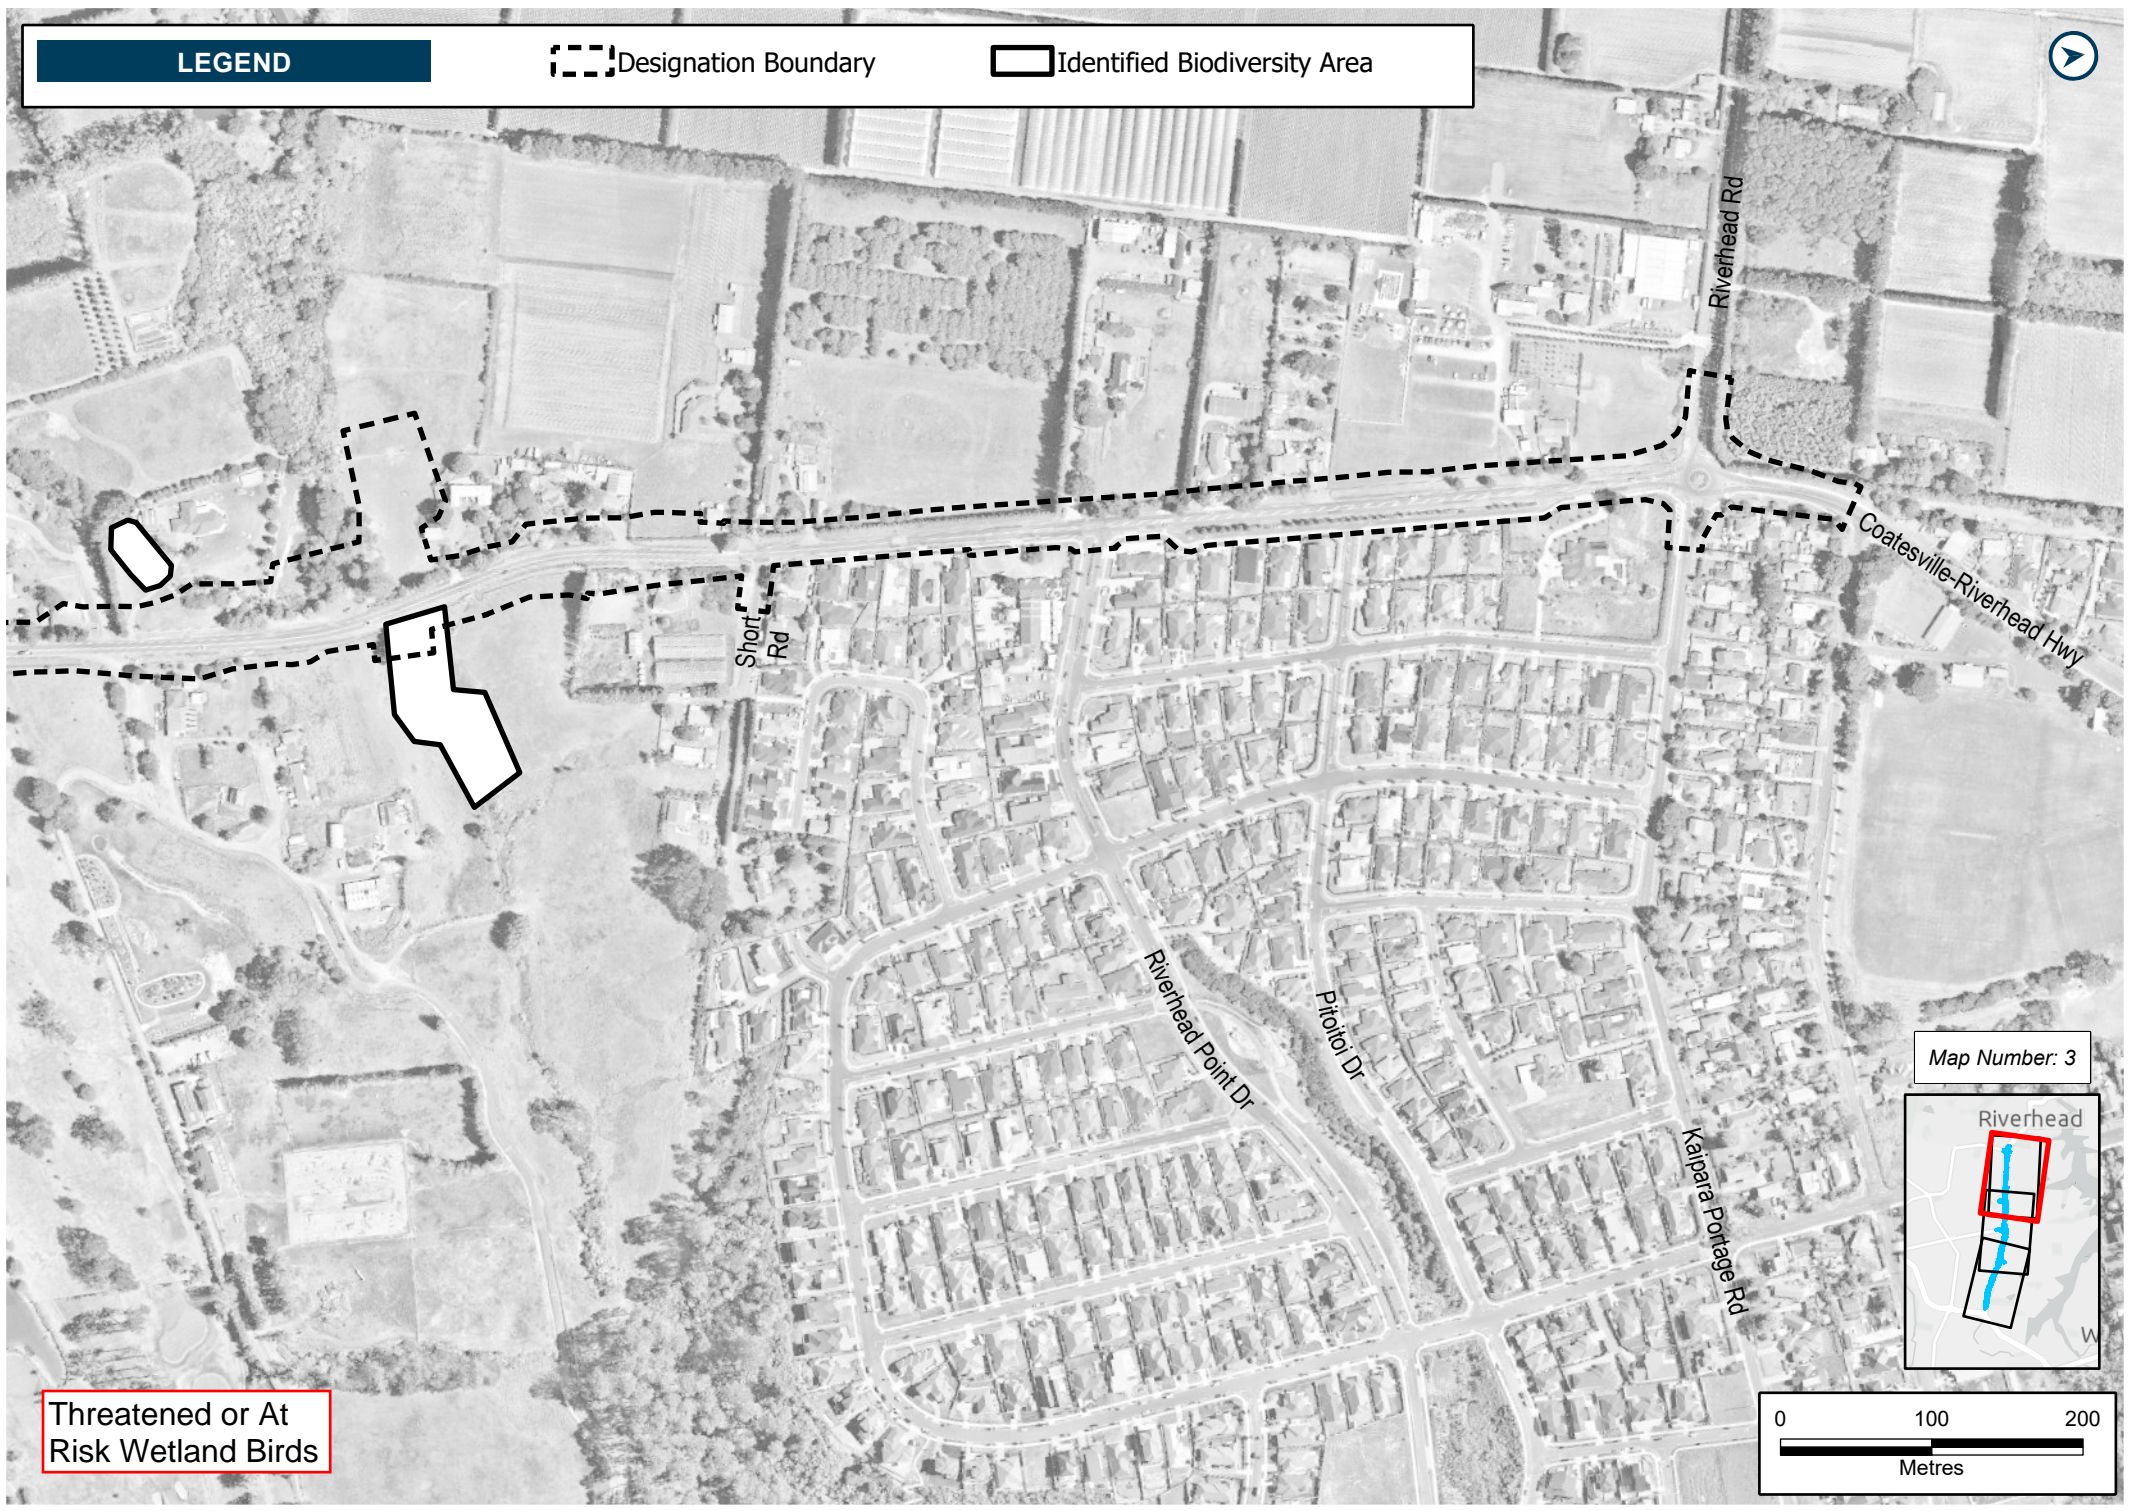 LEGEND
Designation Boundary
Identified Biodiversity Area
Riverhead Rd
Coatesville-Riverhead Hwy
Short
Rd
Riverhead Point Dr
Pitoitoi Dr
Kaipara Portage Rd
Map Number: 3
Riverhead
W
Threatened or At
Risk Wetland Birds
0 100 200
Metres